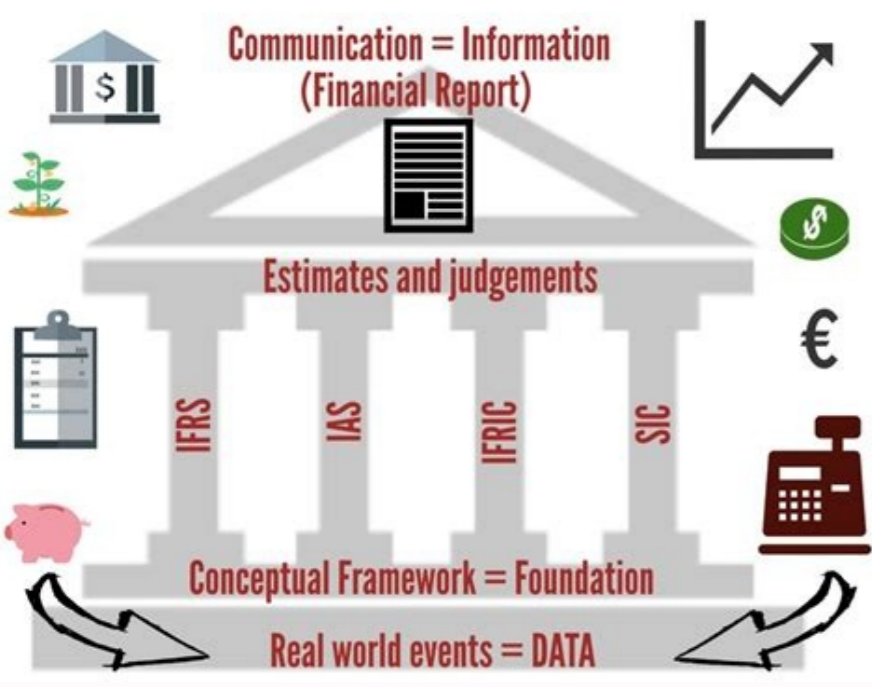 Communication = Information
(Financial Report)
$
$
Estimates and judgements
€
IFRS
IAS
IFRIC
SIC
Conceptual Framework = Foundation
Real world events = DATA